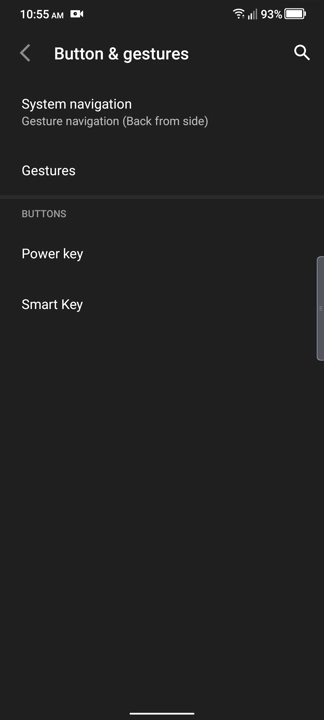 10:55 AM 93%
Button & gestures
System navigation
Gesture navigation (Back from side)
Gestures
BUTTONS
Power key
Smart Key